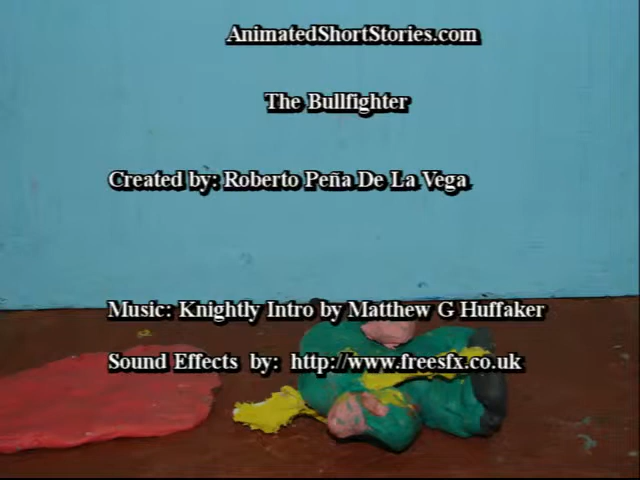 AnimatedShortStories.com
The Bullfighter
Created by: Roberto Peña De La Vega
Music: Knightly Intro by Matthew G Huffaker
Sound Effects by: http://www.freesfx.co.uk